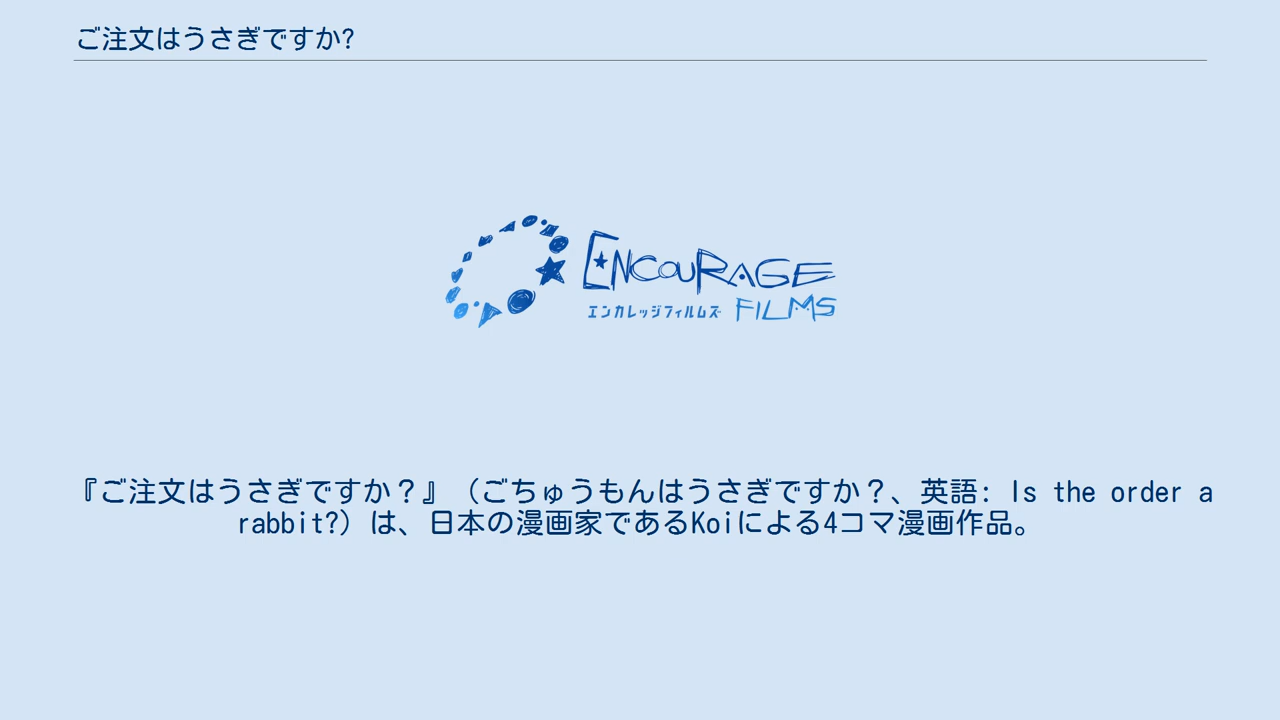 ご注文はうさぎですか?
ENCOURAGE
エンカレッジフィルムズ FILMS
『ご注文はうさぎですか？』（ごちゅうもんはうさぎですか？、英語: Is the order a
rabbit?）は、日本の漫画家であるKoiによる4コマ漫画作品。